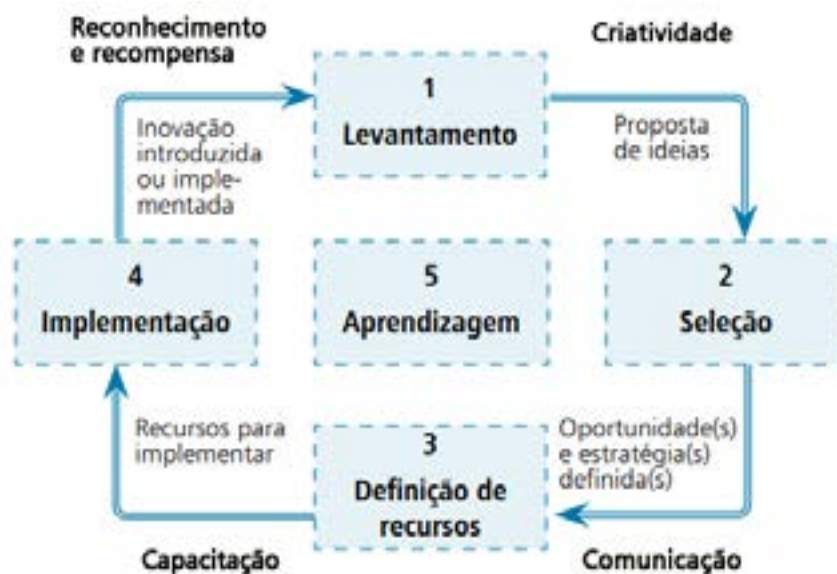 Reconhecimento
e recompensa
Criatividade
1
Levantamento
Inovação
introduzida
ou imple-
mentada
Proposta
de ideias
4
Implementação
5
Aprendizagem
2
Seleção
Recursos para
implementar
3
Definição de
recursos
Oportunidade(s)
e estratégia(s)
definida(s)
Capacitação
Comunicação